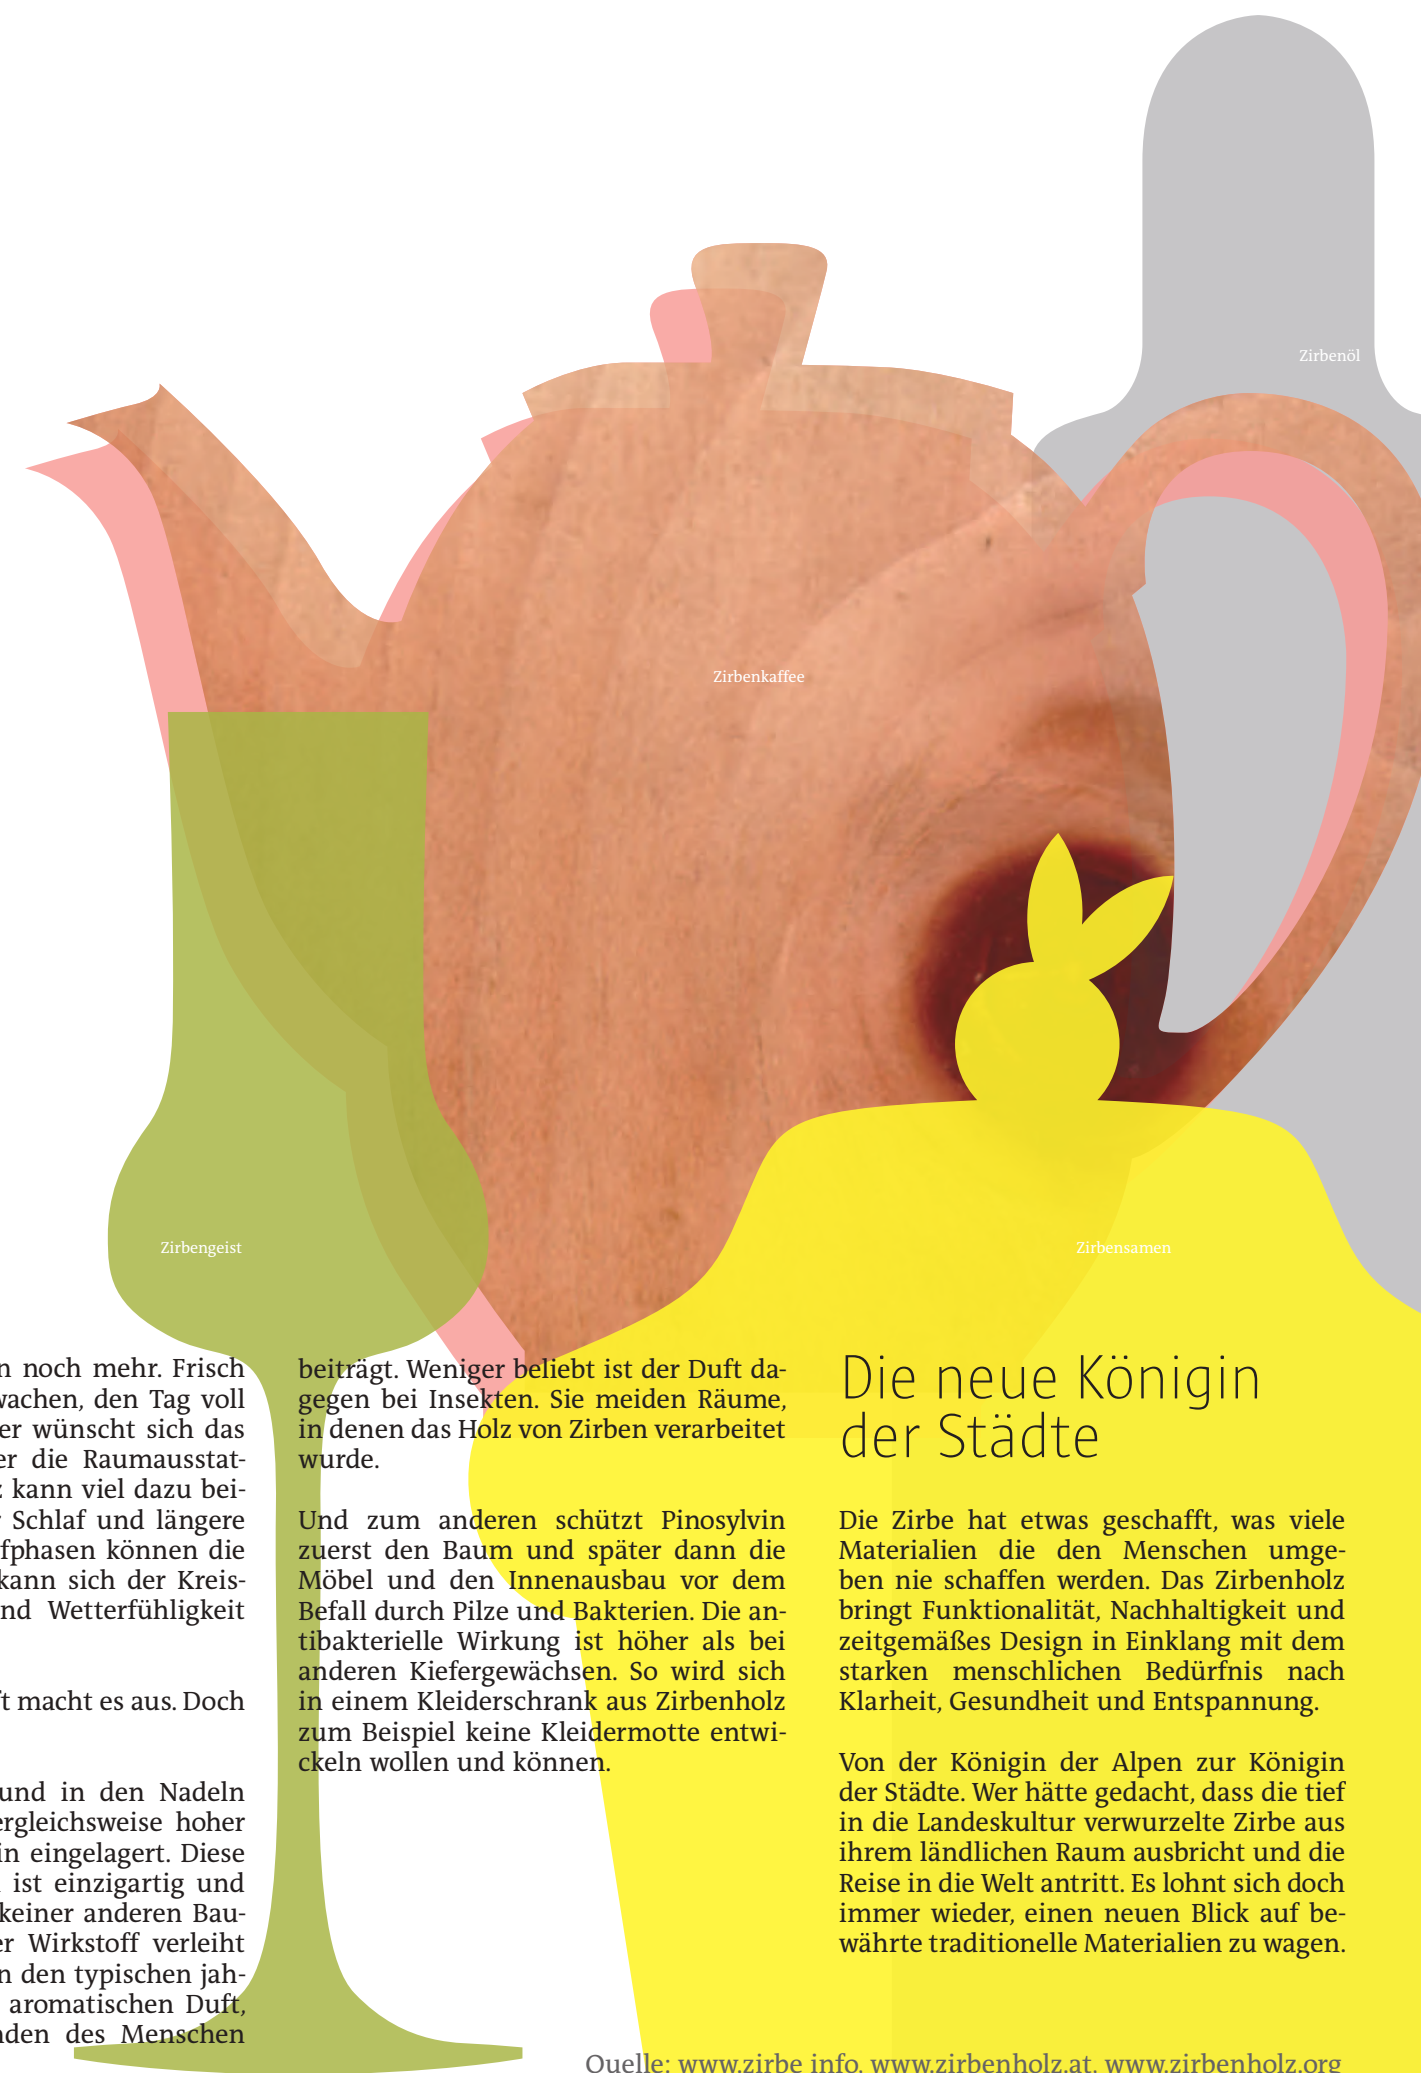 Zirbenöl
Zirbenkaffee
Zirbengeist
Zirbensamen
noch mehr. Frisch
wachen, den Tag voll
wünscht sich das
die Raumausstat-
kann viel dazu bei-
Schlaf und längere
können die
kann sich der Kreis-
Wetterfühligkeit
macht es aus. Doch
und in den Nadeln
hoher
eingelagert. Diese
ist einzigartig und
keiner anderen Bau-
Wirkstoff verleiht
den typischen jah-
aromatischen Duft,
des Menschen
beiträgt. Weniger beliebt ist der Duft da-
gegen bei Insekten. Sie meiden Räume,
in denen das Holz von Zirben verarbeitet
wurde.
Und zum anderen schützt Pinosylvin
zuerst den Baum und später dann die
Möbel und den Innenausbau vor dem
Befall durch Pilze und Bakterien. Die an-
tibakterielle Wirkung ist höher als bei
anderen Kiefergewächsen. So wird sich
in einem Kleiderschrank aus Zirbenholz
zum Beispiel keine Kleidermotte entwi-
ckeln wollen und können.
Die neue Königin
der Städte
Die Zirbe hat etwas geschafft, was viele
Materialien die den Menschen umge-
ben nie schaffen werden. Das Zirbenholz
bringt Funktionalität, Nachhaltigkeit und
zeitgemäßes Design in Einklang mit dem
starken menschlichen Bedürfnis nach
Klarheit, Gesundheit und Entspannung.
Von der Königin der Alpen zur Königin
der Städte. Wer hätte gedacht, dass die tief
in die Landeskultur verwurzelte Zirbe aus
ihrem ländlichen Raum ausbricht und die
Reise in die Welt antritt. Es lohnt sich doch
immer wieder, einen neuen Blick auf be-
währte traditionelle Materialien zu wagen.
Quelle: www.zirbe info, www.zirbenholz.at, www.zirbenholz.org